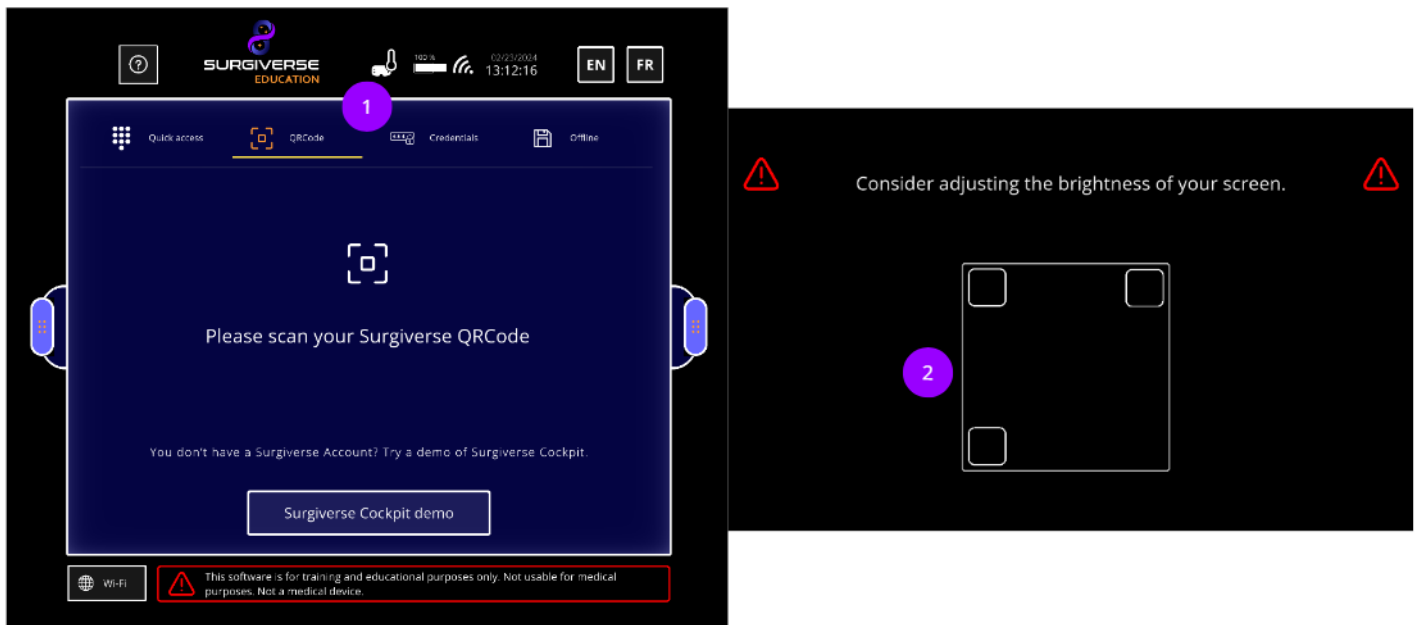 SURGIVERSE
EDUCATION
100 %
02/23/2024
13:12:16
EN
FR
1
Quick access
QRCode
Credentials
Offline
Please scan your Surgiverse QRCode
You don't have a Surgiverse Account? Try a demo of Surgiverse Cockpit.
Surgiverse Cockpit demo
Wi-Fi
This software is for training and educational purposes only. Not usable for medical
purposes. Not a medical device.
Consider adjusting the brightness of your screen.
2